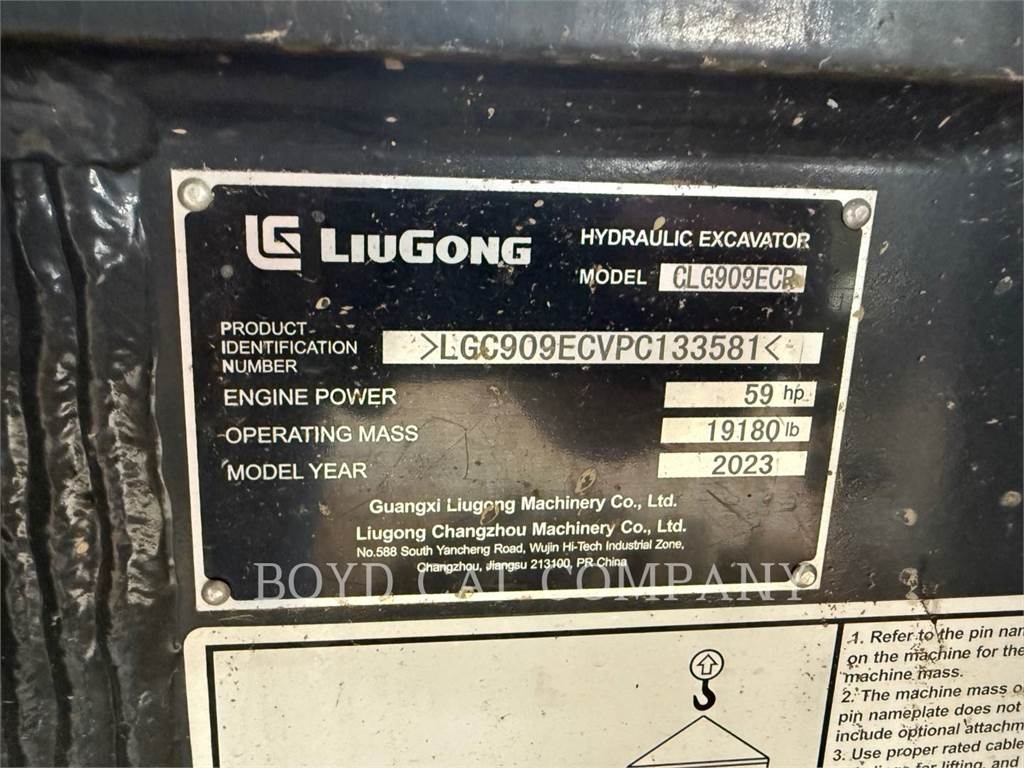 LG LIUGONG
HYDRAULIC EXCAVATOR
MODEL CLG909ECR
PRODUCT
IDENTIFICATION
NUMBER
>LGC909ECVPC133581<
ENGINE POWER 59 hp
OPERATING MASS 19180 lb
MODEL YEAR 2023
Guangxi Liugong Machinery Co., Ltd.
Liugong Changzhou Machinery Co., Ltd.
No.588 South Yancheng Road, Wujin Hi-Tech Industrial Zone,
Changzhou, Jiangsu 213100, PR China
BOYD CAT COMPANY
1. Refer to the pin nam
on the machine for the
machine mass.
2. The machine mass o
pin nameplate does not
include optional attachm
3. Use proper rated cable
for lifting, and